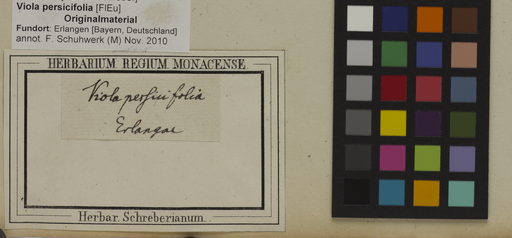 Viola persicifolia [FlEu]
Originalmaterial
Fundort: Erlangen [Bayern, Deutschland]
annot. F. Schuhwerk (M) Nov. 2010
HERBARIUM REGIUM MONACENSE
Viola persicifolia
Erlangae
Herbar. Schreberianum.